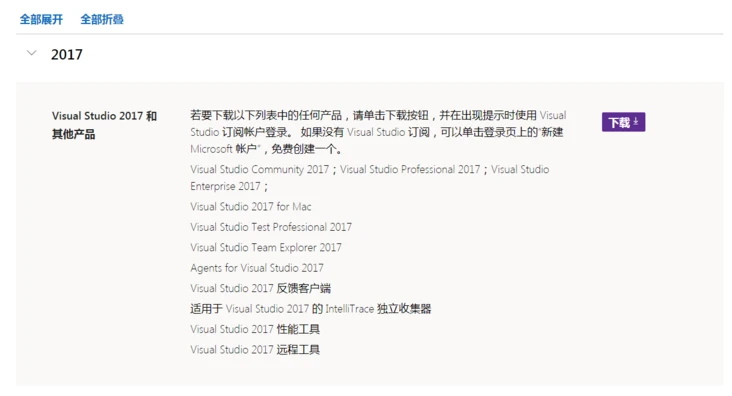 全部展开 全部折叠
2017
Visual Studio 2017 和
其他产品
若要下载以下列表中的任何产品，请单击下载按钮，并在出现提示时使用 Visual
Studio 订阅帐户登录。 如果没有 Visual Studio 订阅，可以单击登录页上的“新建
Microsoft 帐户”，免费创建一个。
Visual Studio Community 2017；Visual Studio Professional 2017；Visual Studio
Enterprise 2017；
Visual Studio 2017 for Mac
Visual Studio Test Professional 2017
Visual Studio Team Explorer 2017
Agents for Visual Studio 2017
Visual Studio 2017 反馈客户端
适用于 Visual Studio 2017 的 IntelliTrace 独立收集器
Visual Studio 2017 性能工具
Visual Studio 2017 远程工具
下载